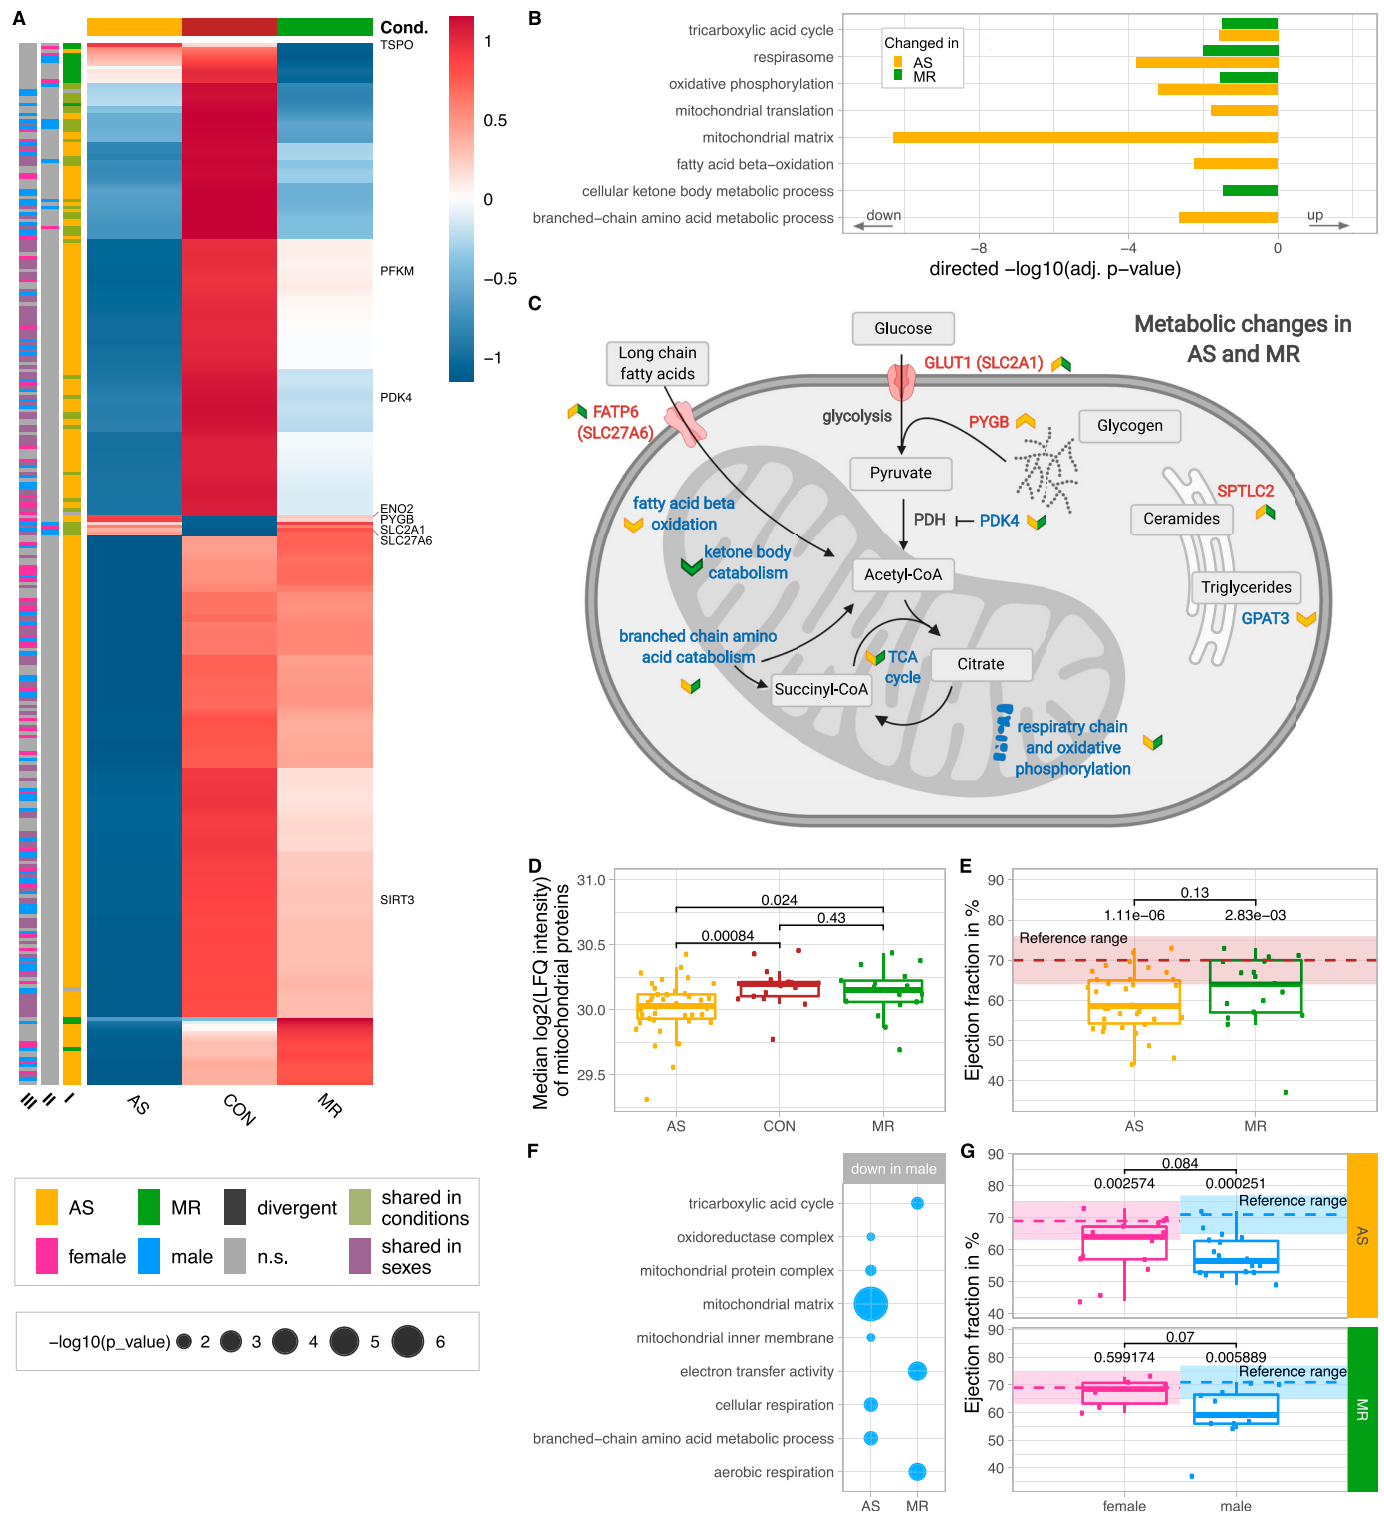 A
Cond.
TSPO
PFKM
PDK4
ENO2
PYGB
SLC2A1
SLC27A6
SIRT3
1
0.5
0
−0.5
−1
III
II
I
AS
CON
MR
AS
MR
divergent
shared in
conditions
female
male
n.s.
shared in
sexes
−log10(p_value)
2
3
4
5
6
B
tricarboxylic acid cycle
respirasome
oxidative phosphorylation
mitochondrial translation
mitochondrial matrix
fatty acid beta−oxidation
cellular ketone body metabolic process
branched−chain amino acid metabolic process
Changed in
AS
MR
down
up
−8
−4
0
directed −log10(adj. p−value)
C
Metabolic changes in
AS and MR
Glucose
Long chain
fatty acids
GLUT1 (SLC2A1)
FATP6
(SLC27A6)
glycolysis
PYGB
Glycogen
Pyruvate
SPTLC2
fatty acid beta
oxidation
PDH
PDK4
Ceramides
ketone body
catabolism
Acetyl-CoA
Triglycerides
GPAT3
branched chain amino
acid catabolism
TCA
cycle
Citrate
Succinyl-CoA
respiratry chain
and oxidative
phosphorylation
D
Median log2(LFQ intensity)
of mitochondrial proteins
31.0
30.5
30.0
29.5
0.024
0.43
0.00084
AS
CON
MR
E
Ejection fraction in %
90
80
70
60
50
40
0.13
1.11e−06
2.83e−03
Reference range
AS
MR
F
down in male
tricarboxylic acid cycle
oxidoreductase complex
mitochondrial protein complex
mitochondrial matrix
mitochondrial inner membrane
electron transfer activity
cellular respiration
branched−chain amino acid metabolic process
aerobic respiration
AS
MR
G
Ejection fraction in %
90
80
70
60
50
40
0.084
0.002574
0.000251
Reference range
AS
Ejection fraction in %
90
80
70
60
50
40
0.07
0.599174
0.005889
Reference range
MR
female
male